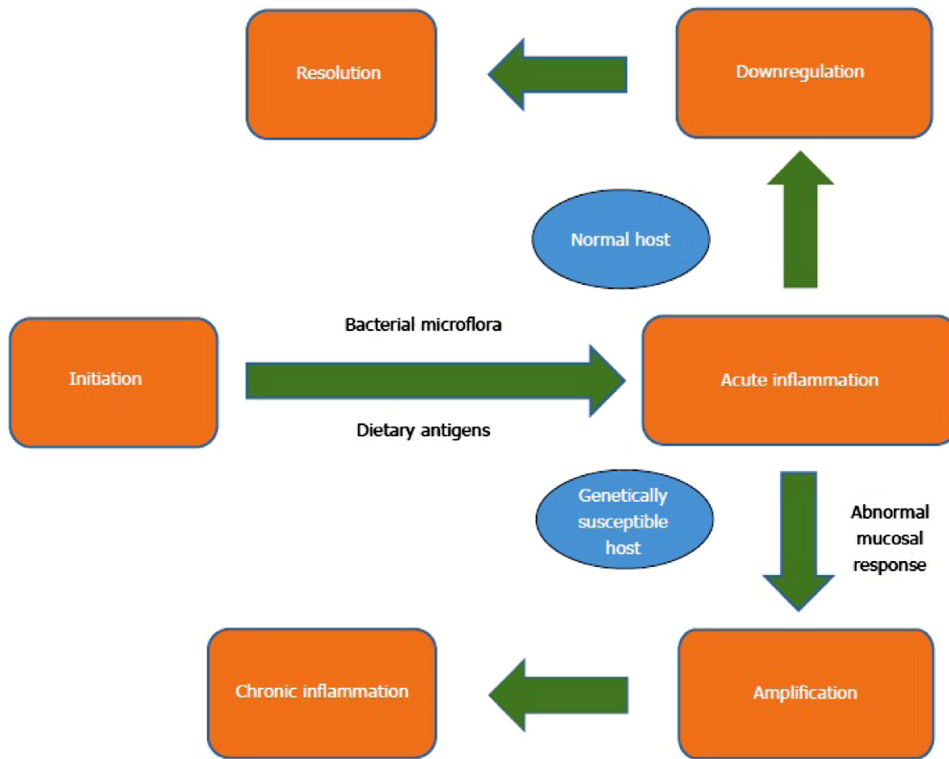 Resolution
Downregulation
Normal host
Bacterial microflora
Initiation
Acute inflammation
Dietary antigens
Genetically
susceptible
host
Abnormal
mucosal
response
Chronic inflammation
Amplification